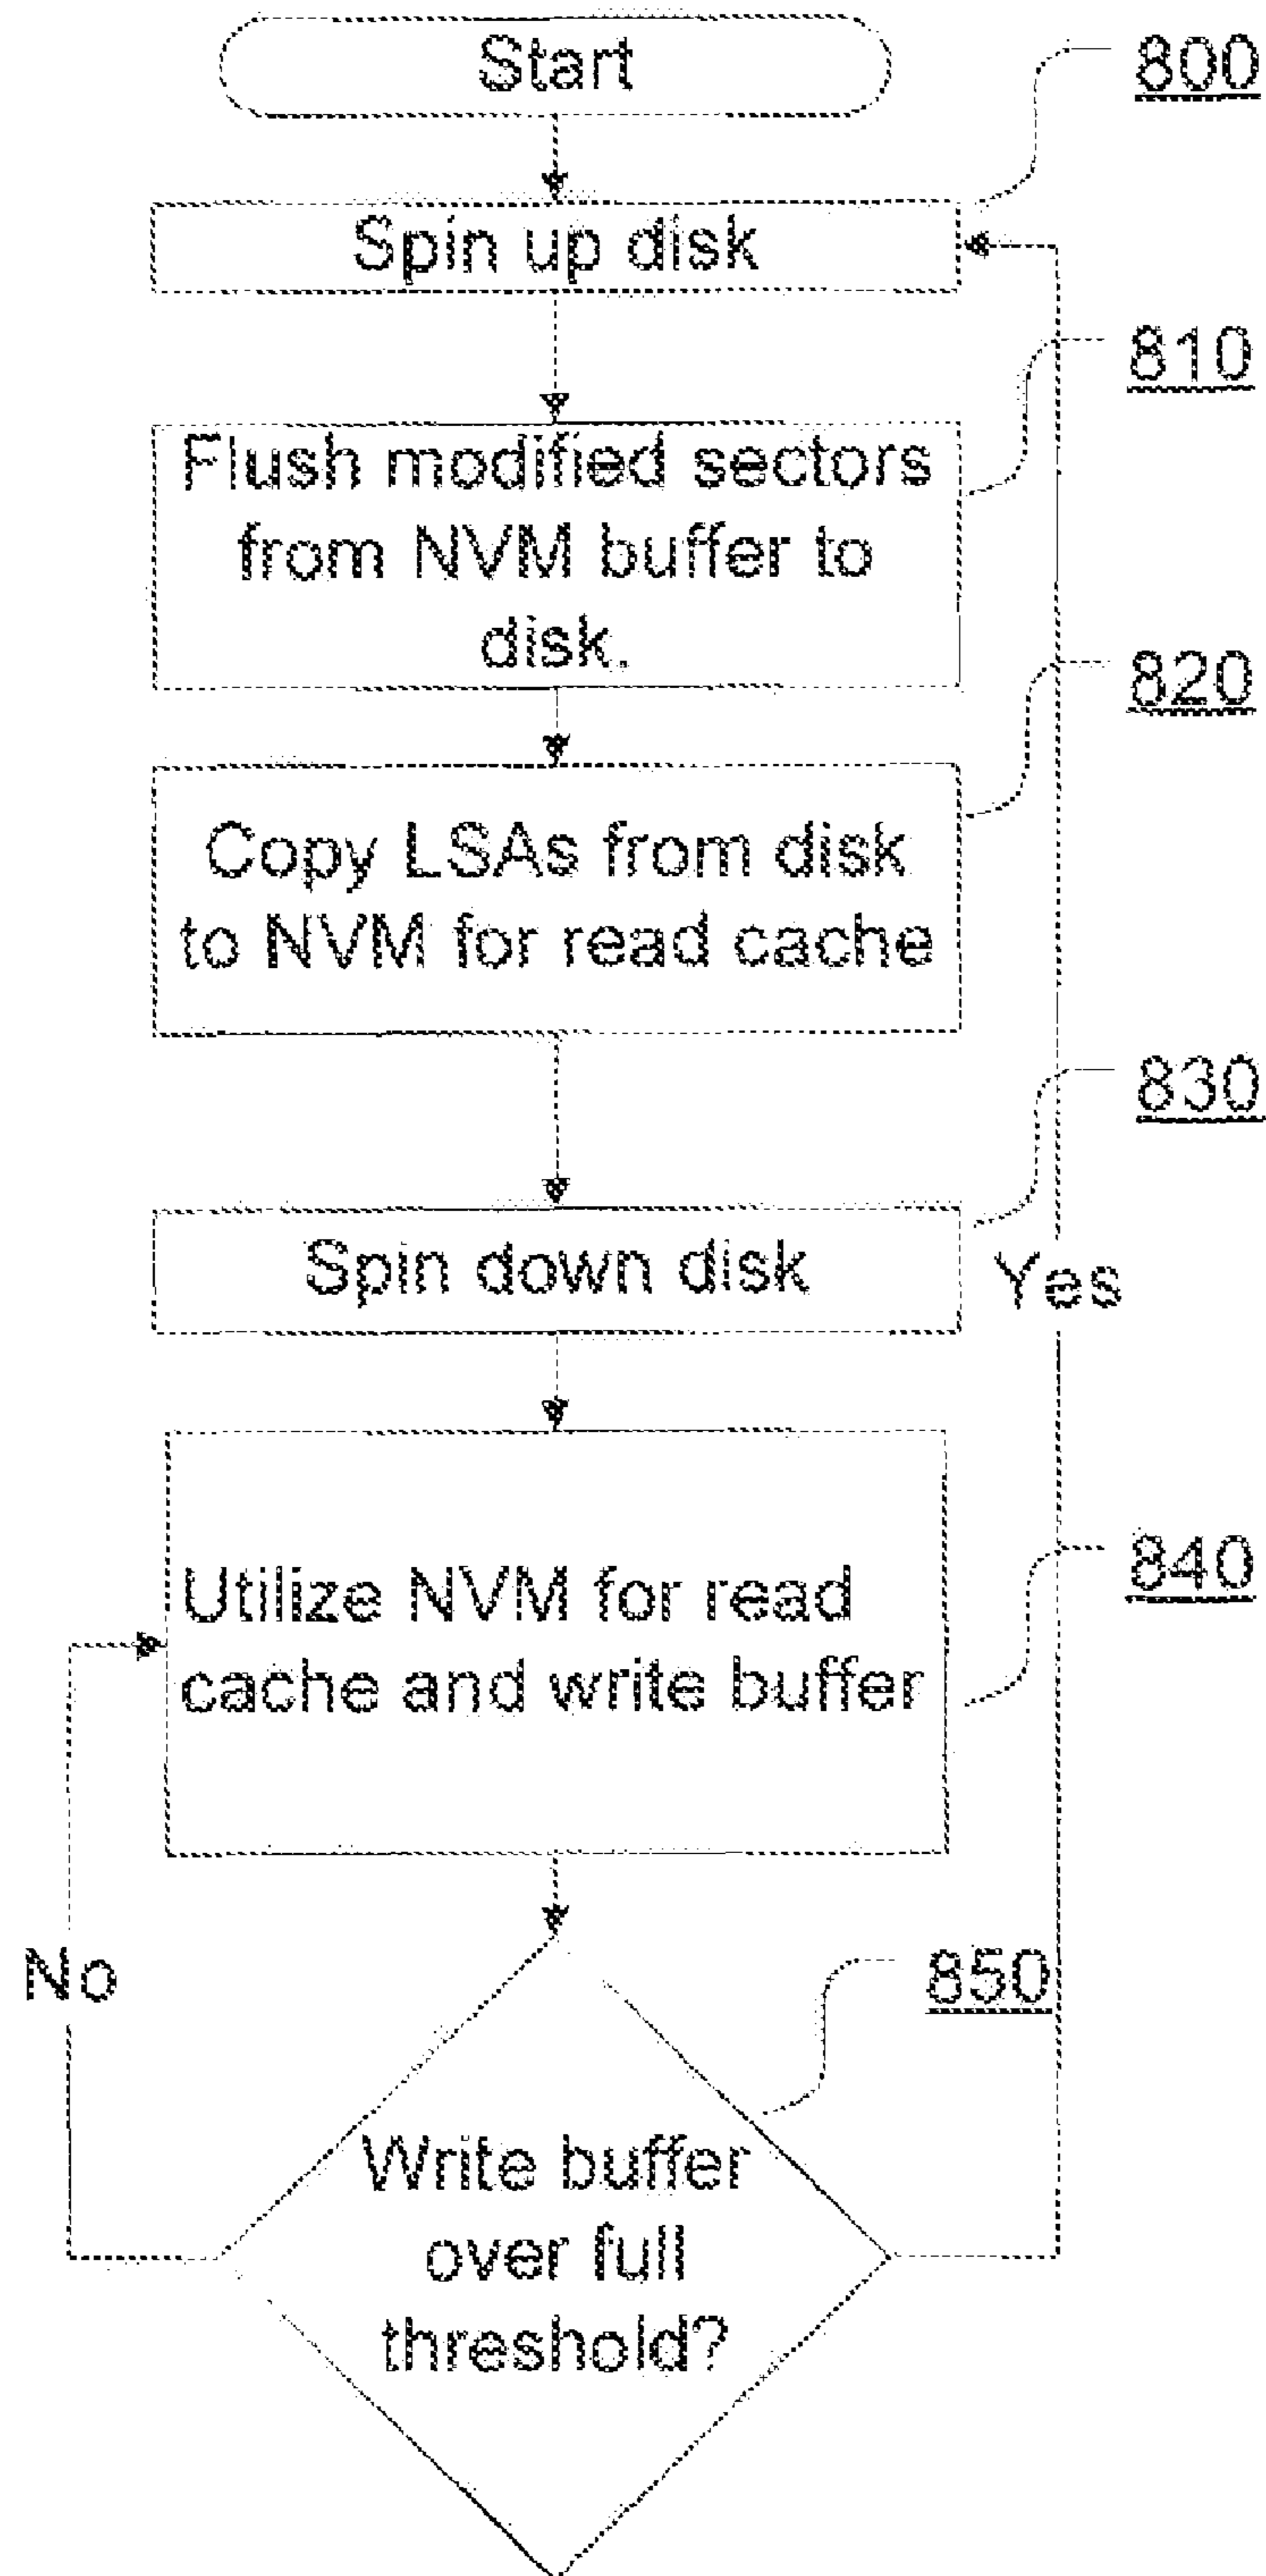 Start
800
Spin up disk
810
Flush modified sectors
from NVM buffer to
disk.
820
Copy LSAs from disk
to NVM for read cache
830
Spin down disk
Yes
840
Utilize NVM for read
cache and write buffer
No
850
Write buffer
over full
threshold?